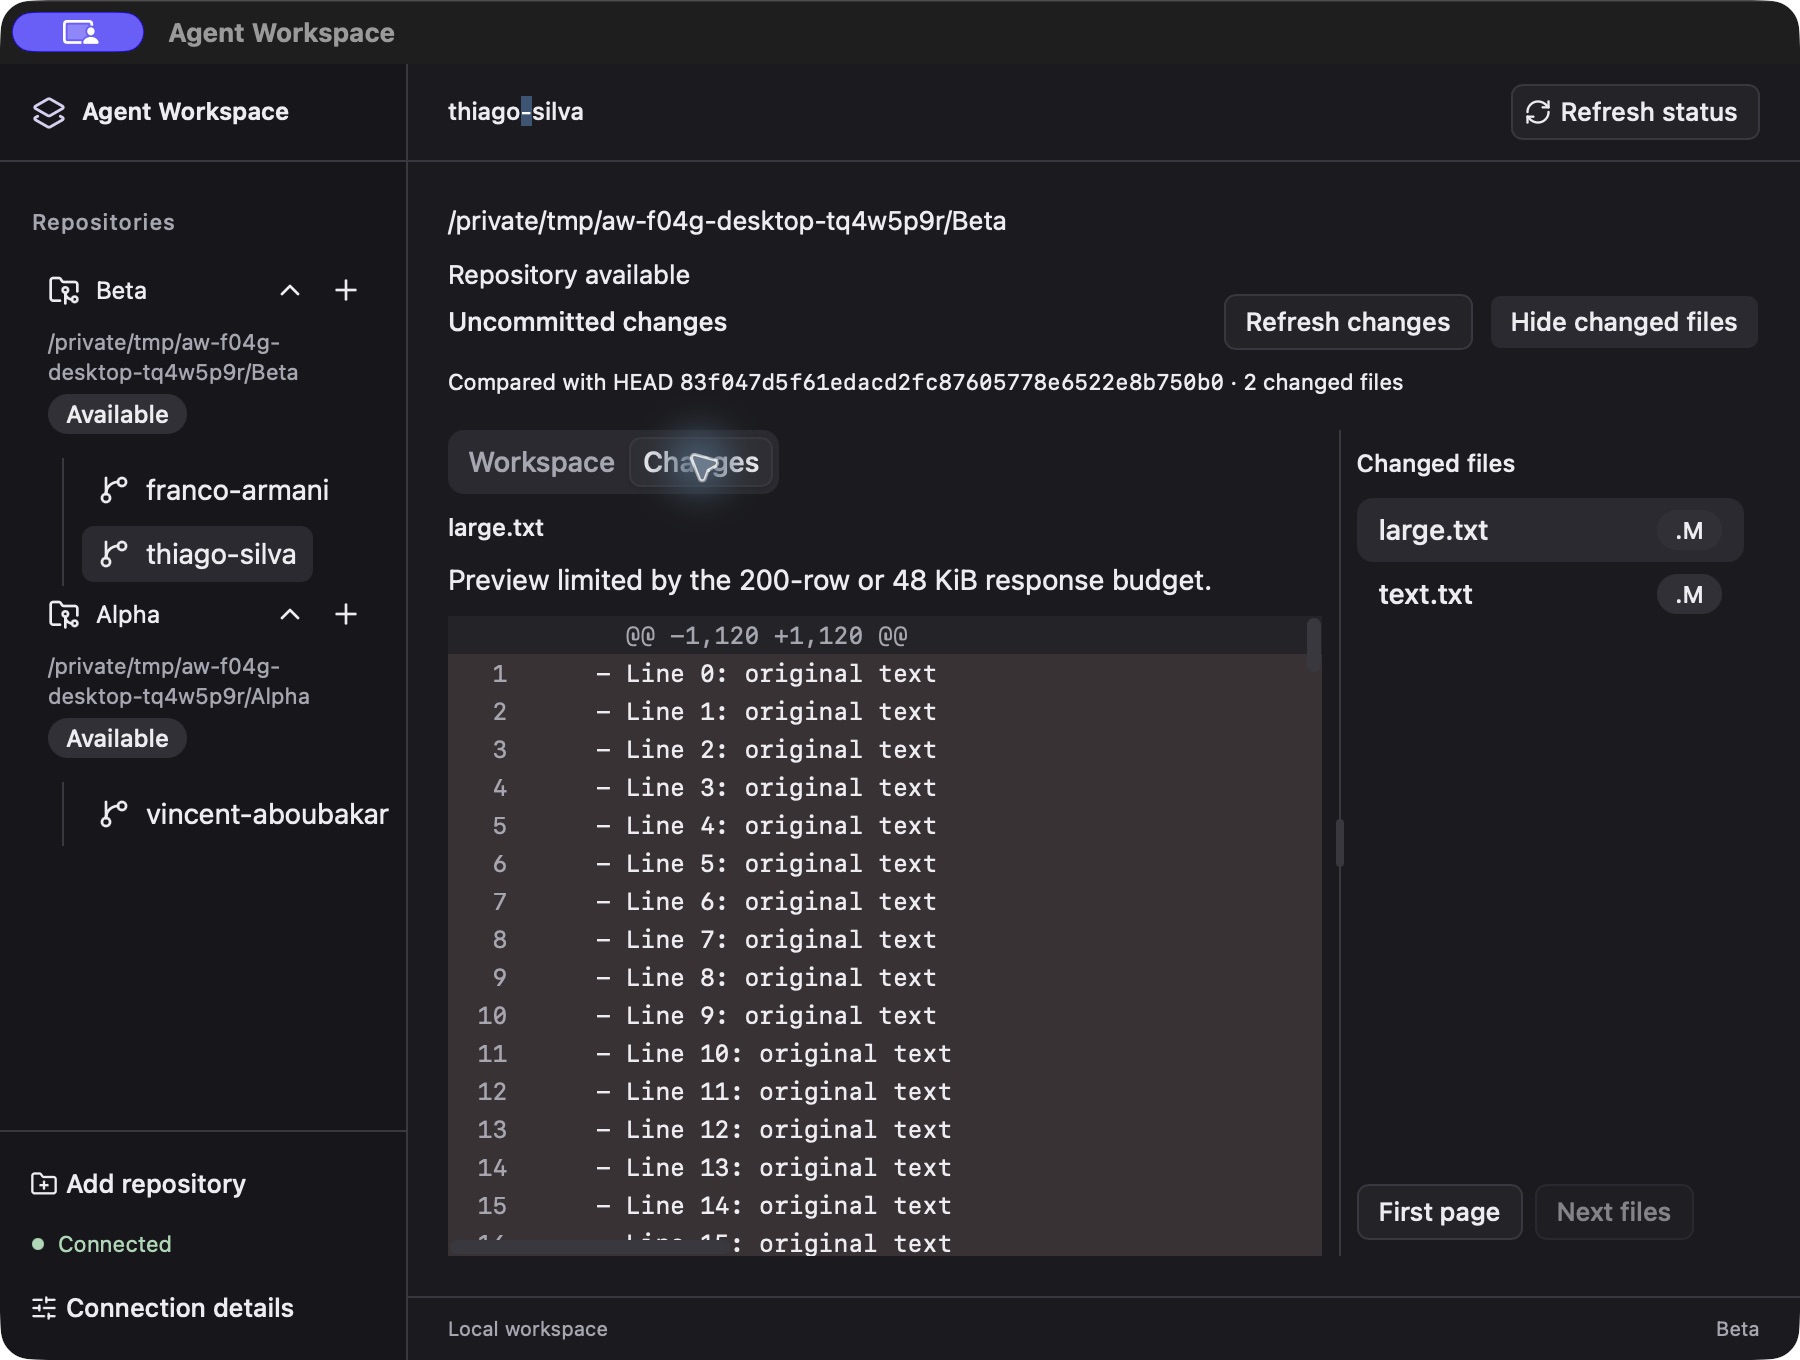 Agent Workspace
Agent Workspace
thiago-silva
Refresh status
Repositories
Beta
/private/tmp/aw-f04g-
desktop-tq4w5p9r/Beta
Available
franco-armani
thiago-silva
Alpha
/private/tmp/aw-f04g-
desktop-tq4w5p9r/Alpha
Available
vincent-aboubakar
Add repository
Connected
Connection details
/private/tmp/aw-f04g-desktop-tq4w5p9r/Beta
Repository available
Uncommitted changes
Refresh changes
Hide changed files
Compared with HEAD 83f047d5f61edacd2fc87605778e6522e8b750b0 · 2 changed files
Workspace
Changes
large.txt
Preview limited by the 200-row or 48 KiB response budget.
@@ −1,120 +1,120 @@
1 − Line 0: original text
2 − Line 1: original text
3 − Line 2: original text
4 − Line 3: original text
5 − Line 4: original text
6 − Line 5: original text
7 − Line 6: original text
8 − Line 7: original text
9 − Line 8: original text
10 − Line 9: original text
11 − Line 10: original text
12 − Line 11: original text
13 − Line 12: original text
14 − Line 13: original text
15 − Line 14: original text
16 − Line 15: original text
Changed files
large.txt .M
text.txt .M
First page
Next files
Local workspace
Beta